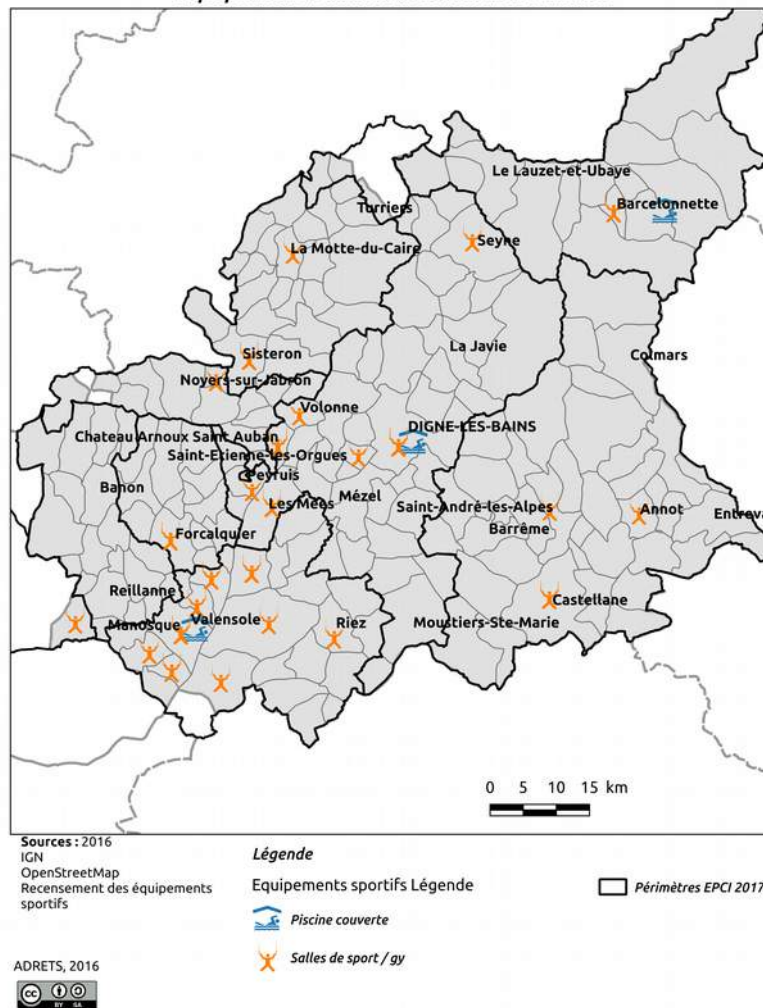 Le Lauzet-et-Ubaye
Barcelonnette
Turriers
Seyne
La Motte-du-Caire
La Javie
Colmars
Sisteron
Noyers-sur-Jabron
Volonne
DIGNE-LES-BAINS
Chateau Arnoux Saint Auban
Saint-Etienne-les-Orgues
Peyruis
Banon
Mézel
Les Mées
Saint-André-les-Alpes
Annot
Entreva
Barrême
Forcalquier
Reillanne
Castellane
Manosque
Valensole
Riez
Moustiers-Ste-Marie
0 5 10 15 km
Sources : 2016
IGN
OpenStreetMap
Recensement des équipements
sportifs
Légende
Equipements sportifs Légende
Piscine couverte
Salles de sport / gy
Périmètres EPCI 2017
ADRETS, 2016
cc
BY SA